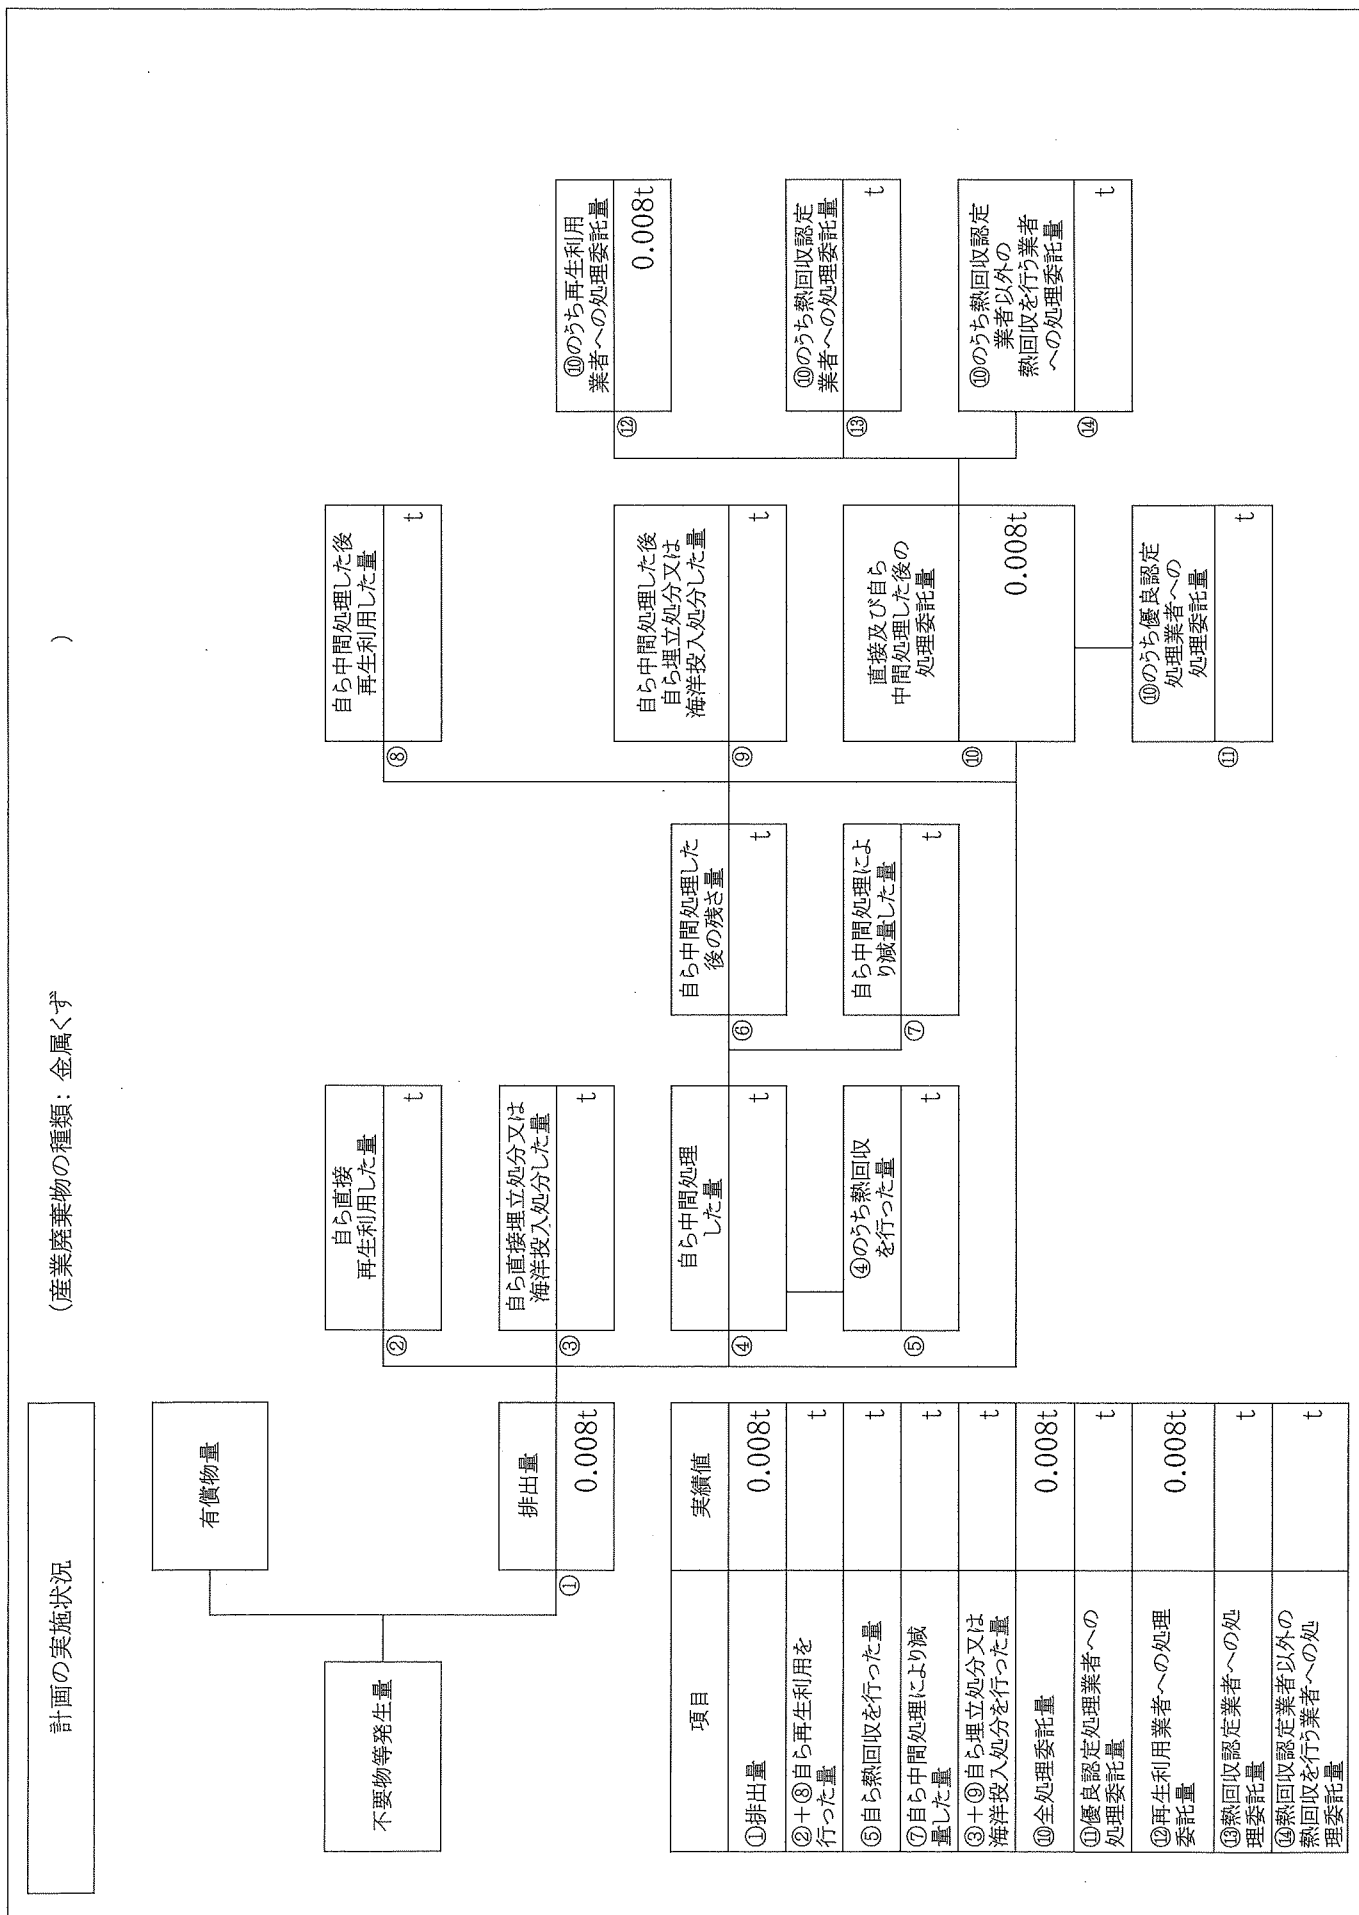 計画の実施状況
(産業廃棄物の種類：金属くず
)
不要物等発生量
有償物量
①
排出量
0.008t
②
自ら直接
再生利用した量
t
③
自ら直接埋立処分又は
海洋投入処分した量
t
④
自ら中間処理
した量
t
⑤
④のうち熱回収
を行った量
t
⑥
自ら中間処理した
後の残さ量
t
⑦
自ら中間処理によ
り減量した量
t
⑧
自ら中間処理した後
再生利用した量
t
⑨
自ら中間処理した後
自ら埋立処分又は
海洋投入処分した量
t
⑩
直接及び自ら
中間処理した後の
処理委託量
0.008t
⑪
⑩のうち優良認定
処理業者への
処理委託量
t
⑫
⑩のうち再生利用
業者への処理委託量
0.008t
⑬
⑩のうち熱回収認定
業者への処理委託量
t
⑭
⑩のうち熱回収認定
業者以外の
熱回収を行う業者
への処理委託量
t
項目
実績値
①排出量
0.008t
②＋⑧自ら再生利用を
行った量
t
⑤自ら熱回収を行った量
t
⑦自ら中間処理により減
量した量
t
③＋⑨自ら埋立処分又は
海洋投入処分を行った量
t
⑩全処理委託量
0.008t
⑪優良認定処理業者への
処理委託量
t
⑫再生利用業者への処理
委託量
0.008t
⑬熱回収認定業者への処
理委託量
t
⑭熱回収認定業者以外の
熱回収を行う業者への処
理委託量
t